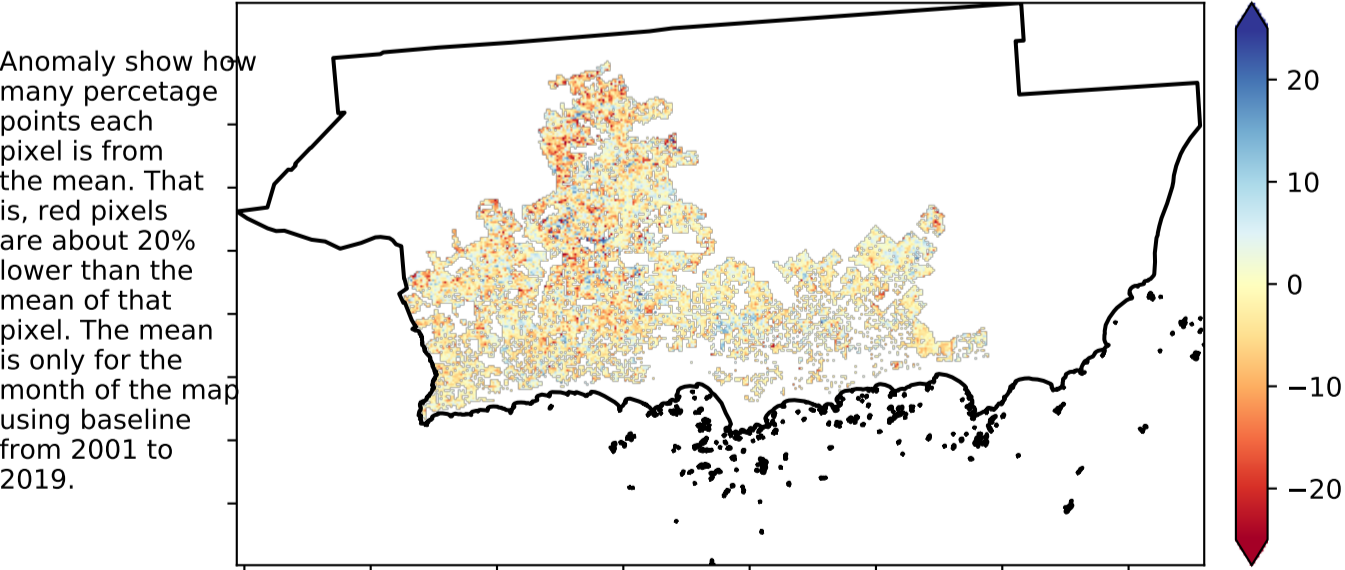 Anomaly show how
many percetage
points each
pixel is from
the mean. That
is, red pixels
are about 20%
lower than the
mean of that
pixel. The mean
is only for the
month of the map
using baseline
from 2001 to
2019.
20
10
0
−10
−20